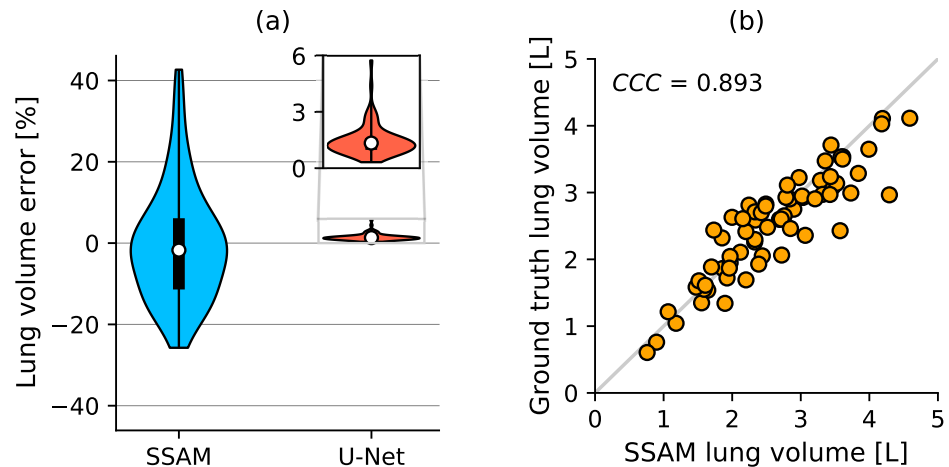 (a)
Lung volume error [%]
40
20
0
−20
−40
6
3
0
SSAM
U-Net
(b)
Ground truth lung volume [L]
5
4
3
2
1
0
CCC = 0.893
0
1
2
3
4
5
SSAM lung volume [L]